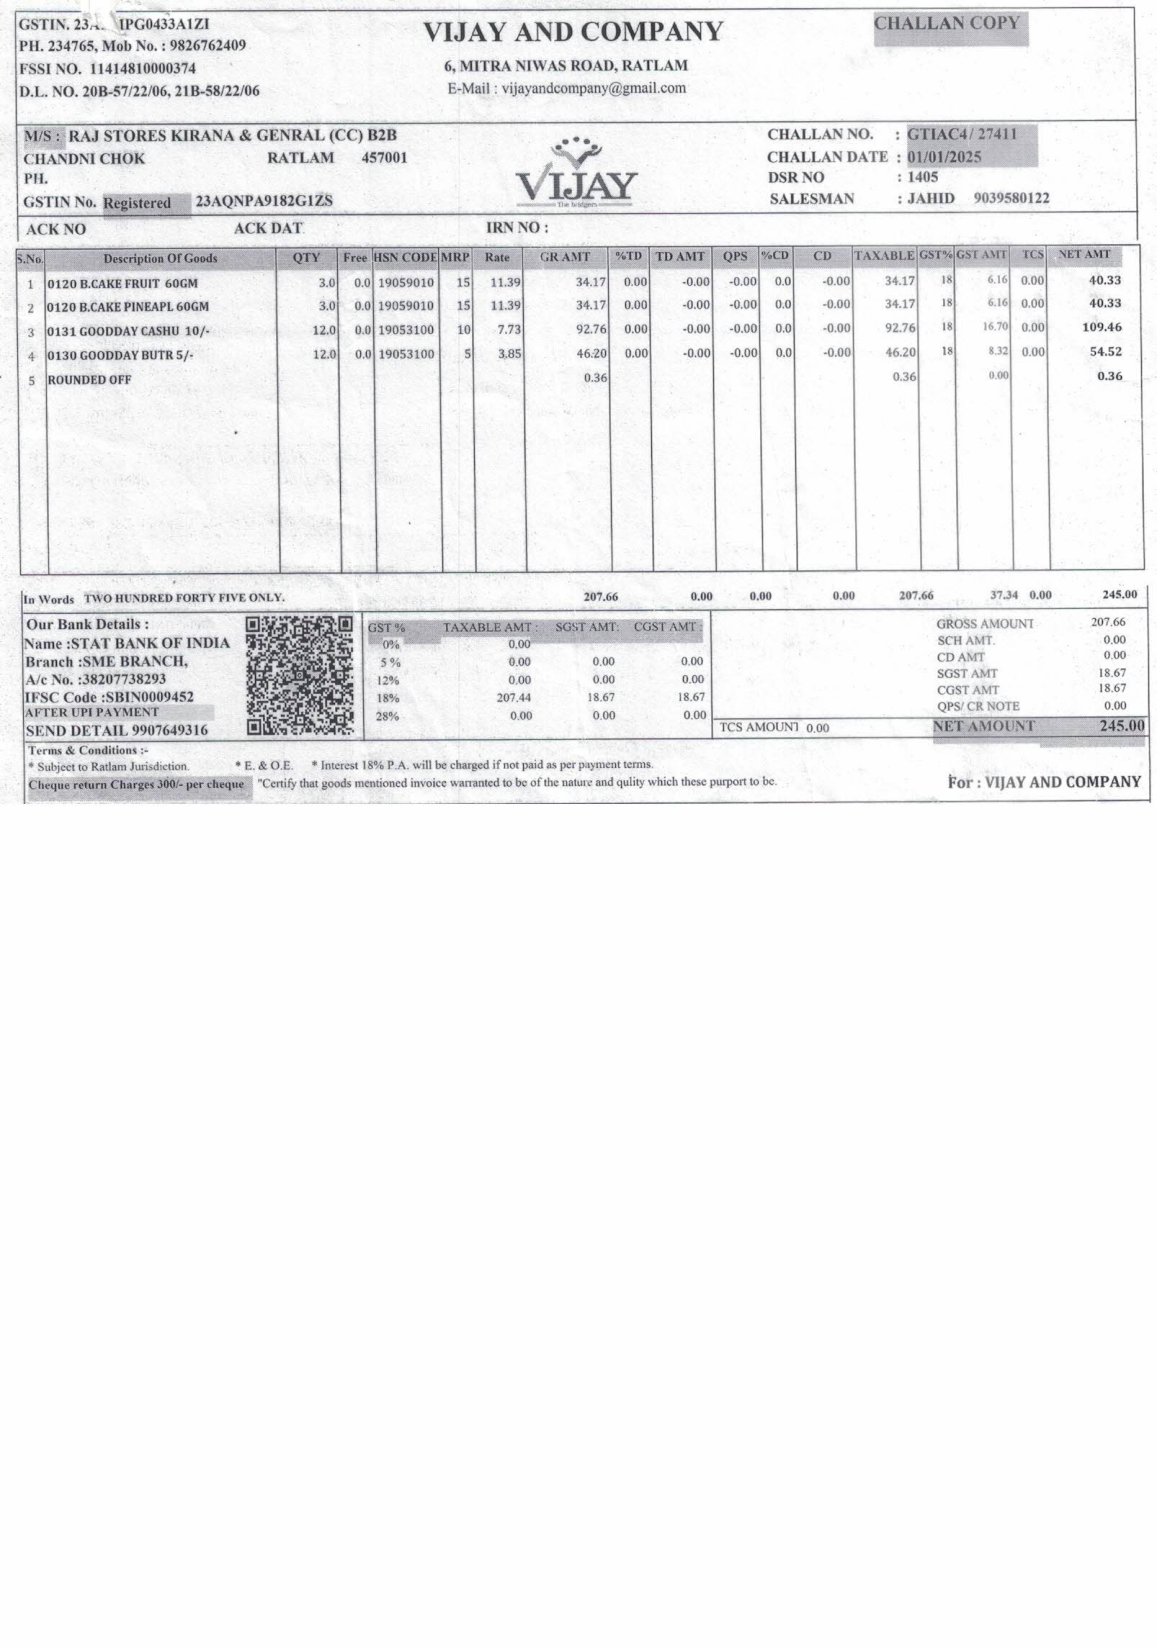 GSTIN. 23A. IPG0433A1ZI
PH. 234765, Mob No. : 9826762409
FSSI NO. 11414810000374
D.L. NO. 20B-57/22/06, 21B-58/22/06
VIJAY AND COMPANY
6, MITRA NIWAS ROAD, RATLAM
E-Mail : vijayandcompany@gmail.com
CHALLAN COPY
M/S : RAJ STORES KIRANA & GENRAL (CC) B2B
CHANDNI CHOK RATLAM 457001
PH.
GSTIN No. Registered 23AQNPA9182G1ZS
VIJAY
The bridgers
CHALLAN NO. : GTIAC4/ 27411
CHALLAN DATE : 01/01/2025
DSR NO : 1405
SALESMAN : JAHID 9039580122
ACK NO ACK DAT IRN NO :
S.No. Description Of Goods QTY Free HSN CODE MRP Rate GR AMT %TD TD AMT QPS %CD CD TAXABLE GST% GST AMT TCS NET AMT
1 0120 B.CAKE FRUIT 60GM 3.0 0.0 19059010 15 11.39 34.17 0.00 -0.00 -0.00 0.0 -0.00 34.17 18 6.16 0.00 40.33
2 0120 B.CAKE PINEAPL 60GM 3.0 0.0 19059010 15 11.39 34.17 0.00 -0.00 -0.00 0.0 -0.00 34.17 18 6.16 0.00 40.33
3 0131 GOODDAY CASHU 10/- 12.0 0.0 19053100 10 7.73 92.76 0.00 -0.00 -0.00 0.0 -0.00 92.76 18 16.70 0.00 109.46
4 0130 GOODDAY BUTR 5/- 12.0 0.0 19053100 5 3.85 46.20 0.00 -0.00 -0.00 0.0 -0.00 46.20 18 8.32 0.00 54.52
5 ROUNDED OFF 0.36 0.36 0.00 0.36
In Words TWO HUNDRED FORTY FIVE ONLY. 207.66 0.00 0.00 0.00 207.66 37.34 0.00 245.00
Our Bank Details :
Name :STAT BANK OF INDIA
Branch :SME BRANCH,
A/c No. :38207738293
IFSC Code :SBIN0009452
AFTER UPI PAYMENT
SEND DETAIL 9907649316
GST % TAXABLE AMT : SGST AMT: CGST AMT :
0% 0.00
5 % 0.00 0.00 0.00
12% 0.00 0.00 0.00
18% 207.44 18.67 18.67
28% 0.00 0.00 0.00
TCS AMOUNT 0.00
GROSS AMOUNT 207.66
SCH AMT. 0.00
CD AMT 0.00
SGST AMT 18.67
CGST AMT 18.67
QPS/ CR NOTE 0.00
NET AMOUNT 245.00
Terms & Conditions :-
* Subject to Ratlam Jurisdiction. * E. & O.E. * Interest 18% P.A. will be charged if not paid as per payment terms.
Cheque return Charges 300/- per cheque "Certify that goods mentioned invoice warranted to be of the nature and qulity which these purport to be.
For : VIJAY AND COMPANY